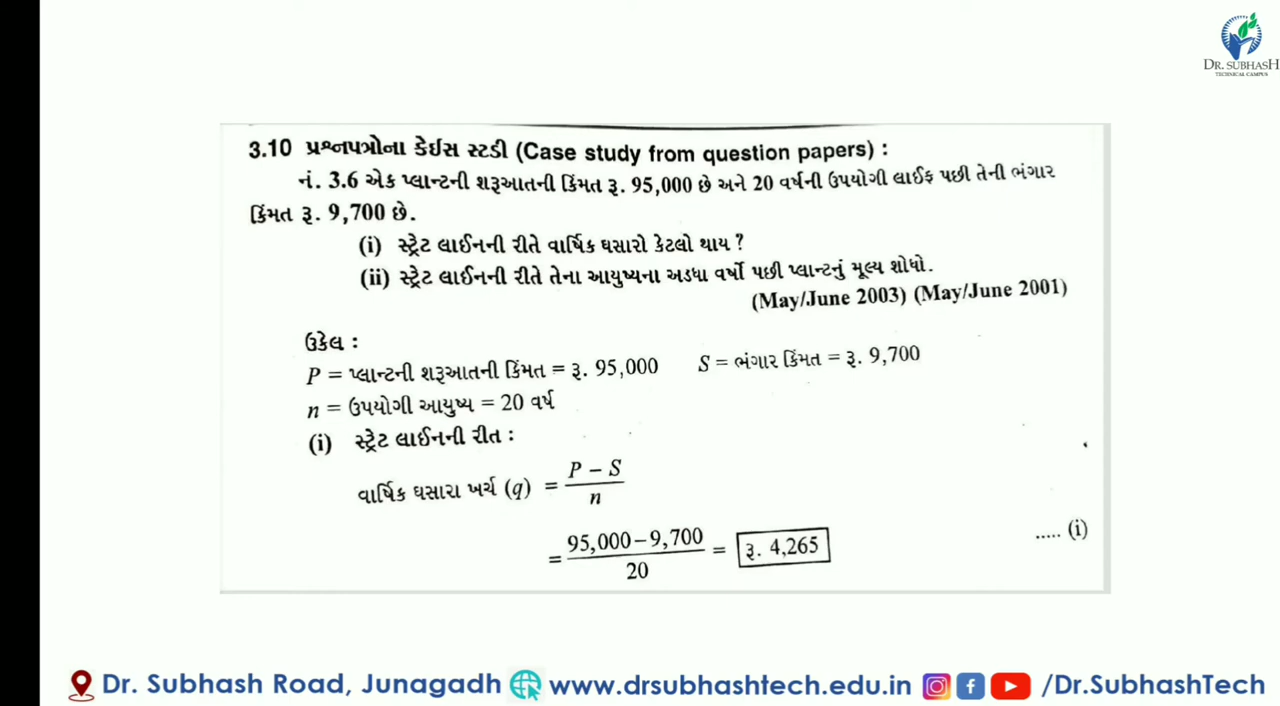 DR. SUBHASH
TECHNICAL CAMPUS
3.10 પ્રશ્નપત્રોના કેઈસ સ્ટડી (Case study from question papers) :
નં. 3.6 એક પ્લાન્ટની શરૂઆતની કિંમત રૂ. 95,000 છે અને 20 વર્ષની ઉપયોગી લાઈફ પછી તેની ભંગાર
કિંમત રૂ. 9,700 છે.
(i) સ્ટ્રેટ લાઈનની રીતે વાર્ષિક ઘસારો કેટલો થાય ?
(ii) સ્ટ્રેટ લાઈનની રીતે તેના આયુષ્યના અડધા વર્ષો પછી પ્લાન્ટનું મૂલ્ય શોધો.
(May/June 2003) (May/June 2001)
ઉકેલ :
P = પ્લાન્ટની શરૂઆતની કિંમત = રૂ. 95,000 S = ભંગાર કિંમત = રૂ. 9,700
n = ઉપયોગી આયુષ્ય = 20 વર્ષ
(i) સ્ટ્રેટ લાઈનની રીત :
વાર્ષિક ઘસારા ખર્ચ (q) = P – S
n
= 95,000 – 9,700 = રૂ. 4,265 ..... (i)
20
Dr. Subhash Road, Junagadh www.drsubhashtech.edu.in /Dr.SubhashTech